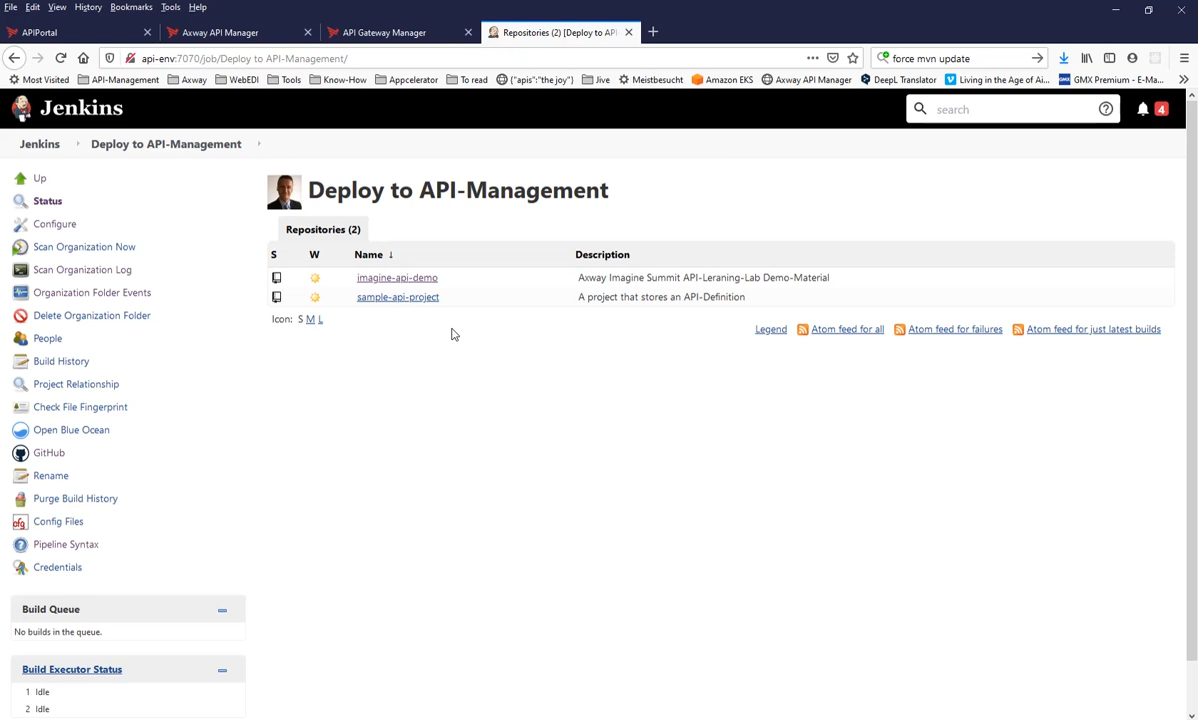 File Edit View History Bookmarks Tools Help
APIPortal
Axway API Manager
API Gateway Manager
Repositories (2) [Deploy to API
api-env:7070/job/Deploy to API-Management/
force mvn update
Most Visited API-Management Axway WebEDI Tools Know-How Appcelerator To read {"apis":"the joy"} Jive Meistbesucht Amazon EKS Axway API Manager DeepL Translator Living in the Age of Ai... GMX Premium - E-Ma...
Jenkins
search
4
Jenkins
Deploy to API-Management
Up
Status
Configure
Scan Organization Now
Scan Organization Log
Organization Folder Events
Delete Organization Folder
People
Build History
Project Relationship
Check File Fingerprint
Open Blue Ocean
GitHub
Rename
Purge Build History
cfg Config Files
Pipeline Syntax
Credentials
Build Queue
No builds in the queue.
Build Executor Status
1 Idle
2 Idle
Deploy to API-Management
Repositories (2)
S W Name ↓ Description
imagine-api-demo Axway Imagine Summit API-Leraning-Lab Demo-Material
sample-api-project A project that stores an API-Definition
Icon: S M L
Legend Atom feed for all Atom feed for failures Atom feed for just latest builds